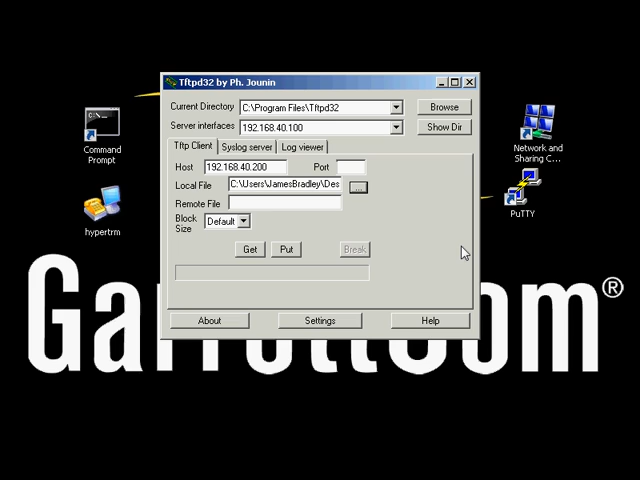 Tftpd32 by Ph. Jounin
Current Directory C:\Program Files\Tftpd32 Browse
Server interfaces 192.168.40.100 Show Dir
Tftp Client Syslog server Log viewer
Host 192.168.40.200 Port
Local File C:\Users\JamesBradley\Des ...
Remote File
Block Size Default
Get Put Break
About Settings Help
Command Prompt
hypertrm
Network and Sharing C...
PuTTY
GarrettCom®